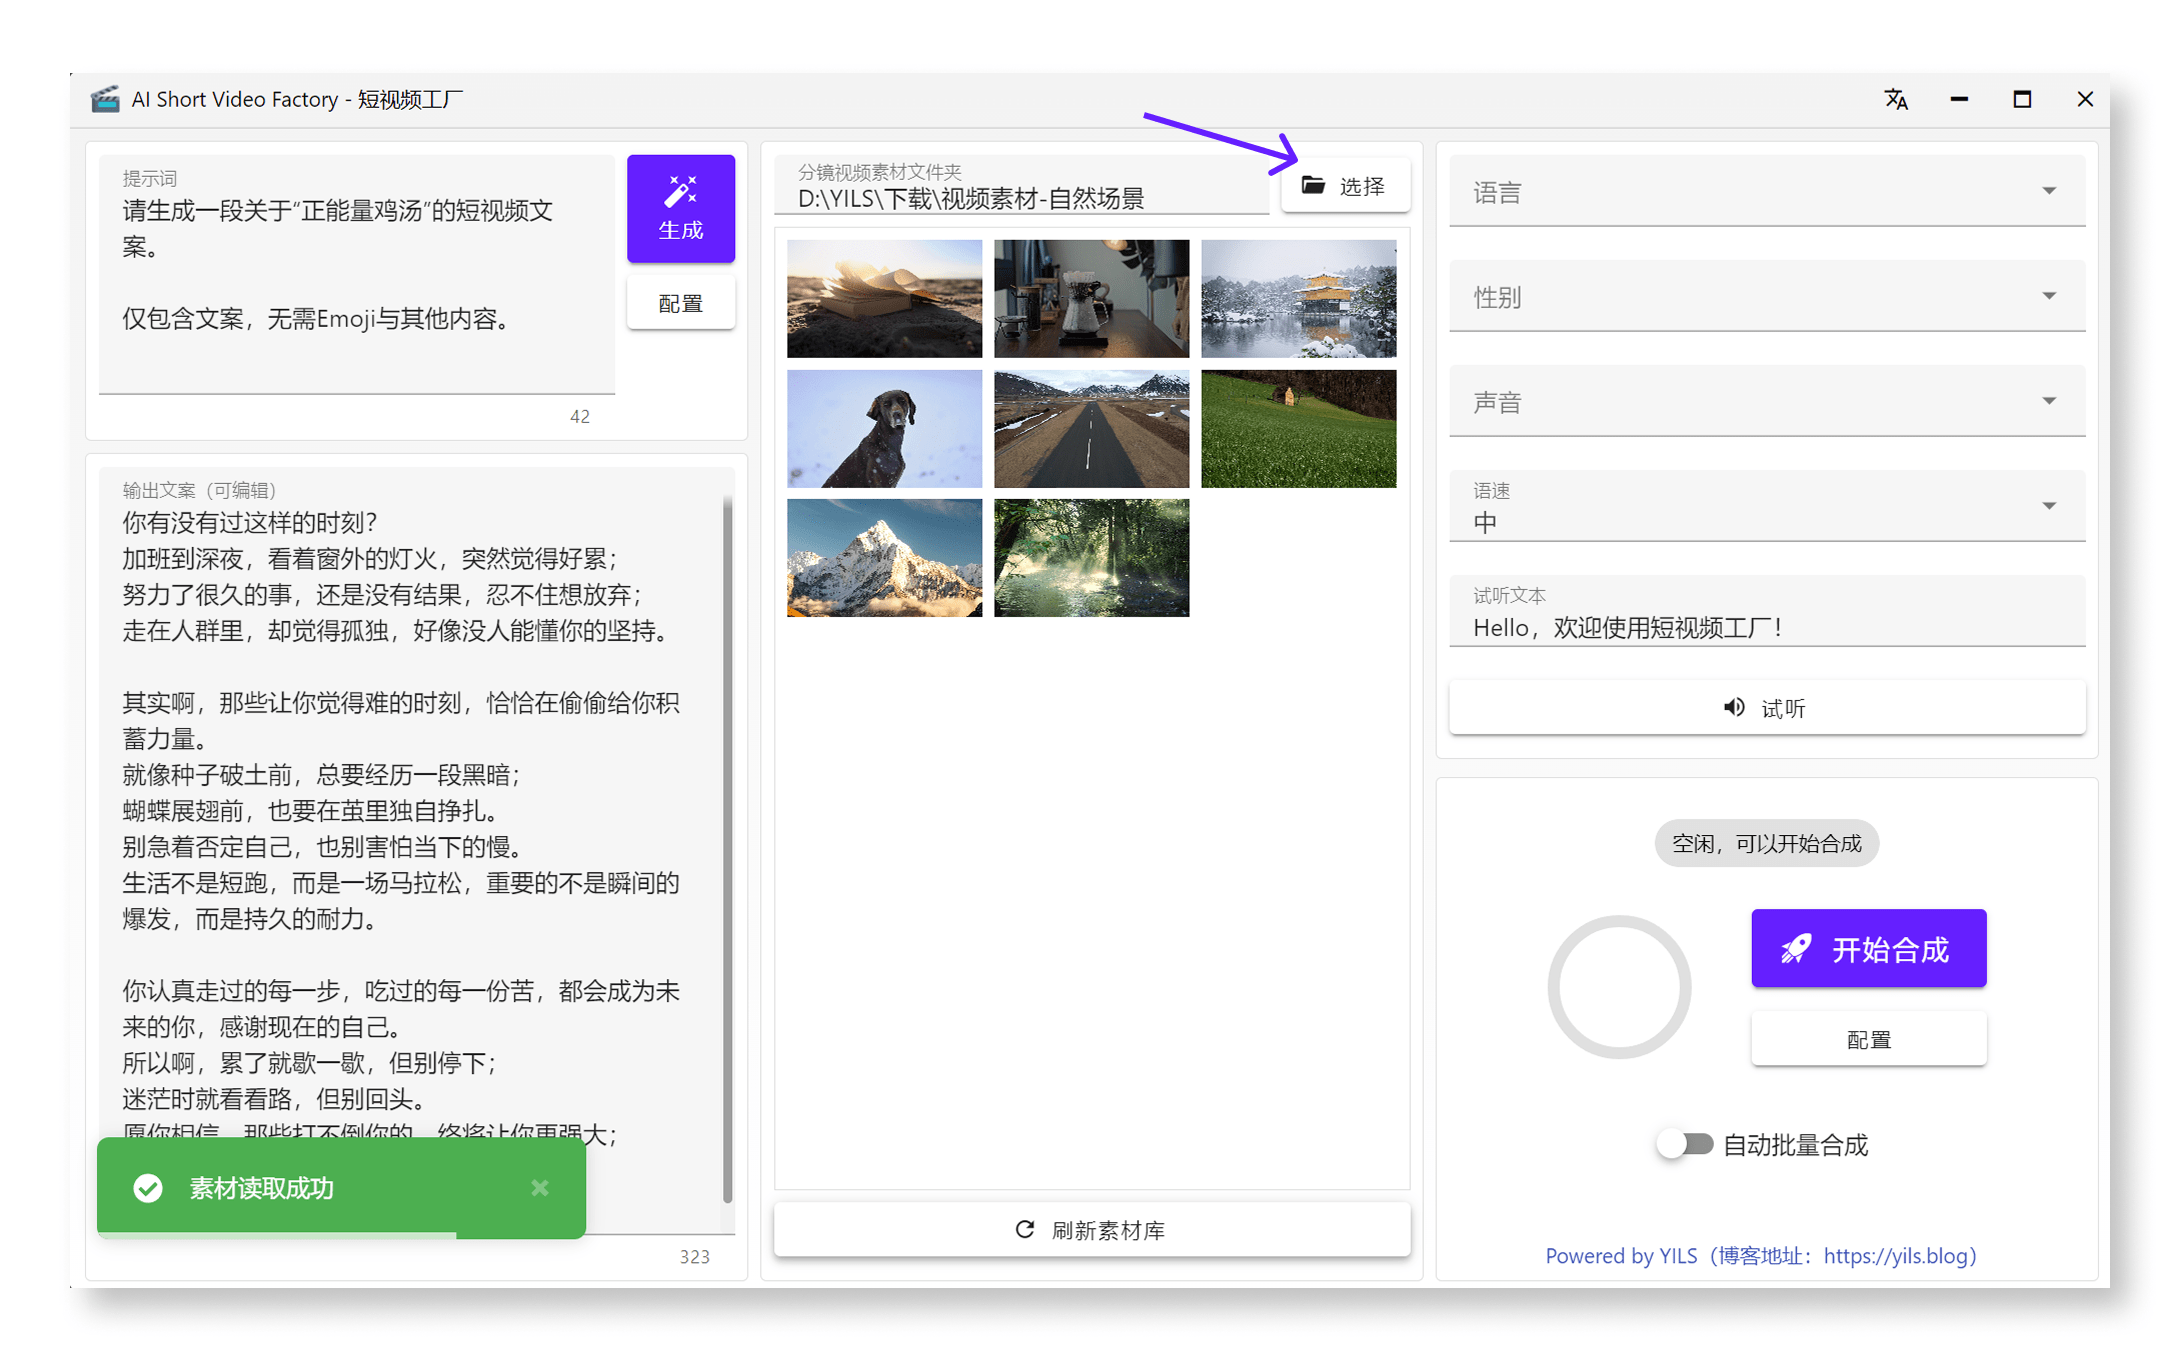 AI Short Video Factory - 短视频工厂
提示词
请生成一段关于“正能量鸡汤”的短视频文
案。
仅包含文案，无需Emoji与其他内容。
42
生成
配置
输出文案（可编辑）
你有没有过这样的时刻？
加班到深夜，看着窗外的灯火，突然觉得好累；
努力了很久的事，还是没有结果，忍不住想放弃；
走在人群里，却觉得孤独，好像没人能懂你的坚持。
其实啊，那些让你觉得难的时刻，恰恰在偷偷给你积
蓄力量。
就像种子破土前，总要经历一段黑暗；
蝴蝶展翅前，也要在茧里独自挣扎。
别急着否定自己，也别害怕当下的慢。
生活不是短跑，而是一场马拉松，重要的不是瞬间的
爆发，而是持久的耐力。
你认真走过的每一步，吃过的每一份苦，都会成为未
来的你，感谢现在的自己。
所以啊，累了就歇一歇，但别停下；
迷茫时就看看路，但别回头。
愿你相信，那些打不倒你的，终将让你更强大；
素材读取成功
323
分镜视频素材文件夹
D:\YILS\下载\视频素材-自然场景
选择
刷新素材库
语言
性别
声音
语速
中
试听文本
Hello，欢迎使用短视频工厂！
试听
空闲，可以开始合成
开始合成
配置
自动批量合成
Powered by YILS（博客地址：https://yils.blog）